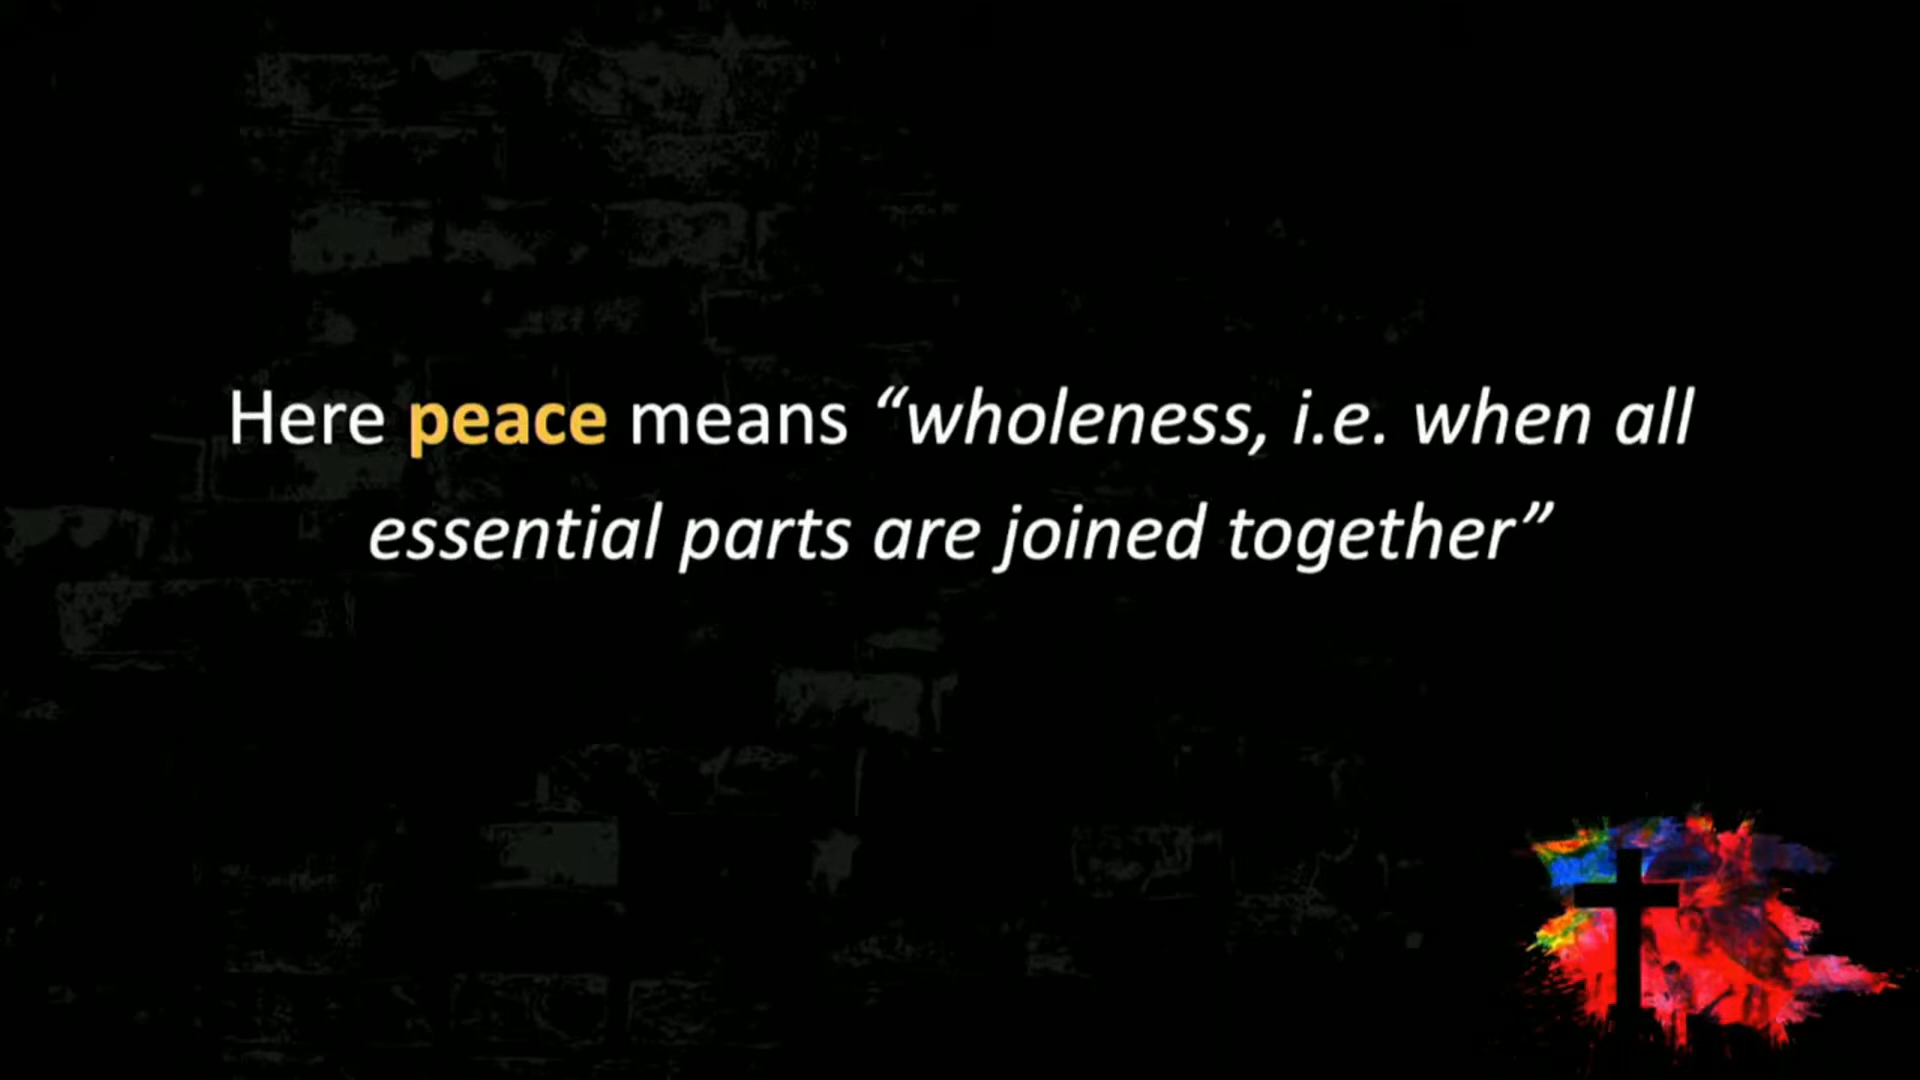 Here peace means “wholeness, i.e. when all
essential parts are joined together”